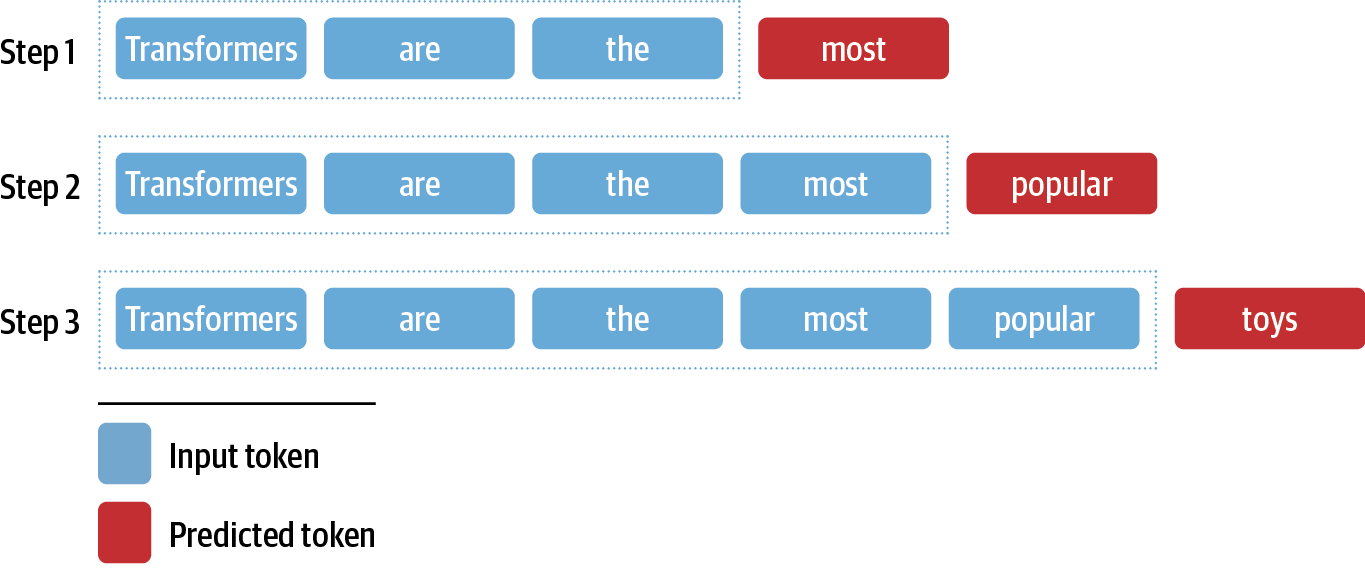 Step 1 Transformers are the most
Step 2 Transformers are the most popular
Step 3 Transformers are the most popular toys
Input token
Predicted token